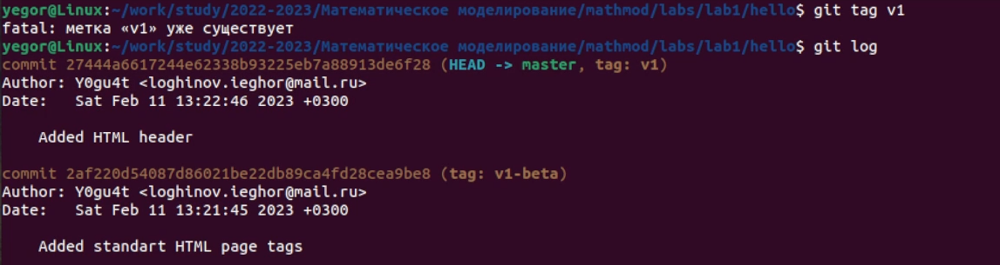 yegor@Linux:~/work/study/2022-2023/Математическое моделирование/mathmod/labs/lab1/hello$ git tag v1
fatal: метка «v1» уже существует
yegor@Linux:~/work/study/2022-2023/Математическое моделирование/mathmod/labs/lab1/hello$ git log
commit 27444a6617244e62338b93225eb7a88913de6f28 (HEAD -> master, tag: v1)
Author: Y0gu4t <loghinov.ieghor@mail.ru>
Date:   Sat Feb 11 13:22:46 2023 +0300
    Added HTML header
commit 2af220d54087d86021be22db89ca4fd28cea9be8 (tag: v1-beta)
Author: Y0gu4t <loghinov.ieghor@mail.ru>
Date:   Sat Feb 11 13:21:45 2023 +0300
    Added standart HTML page tags